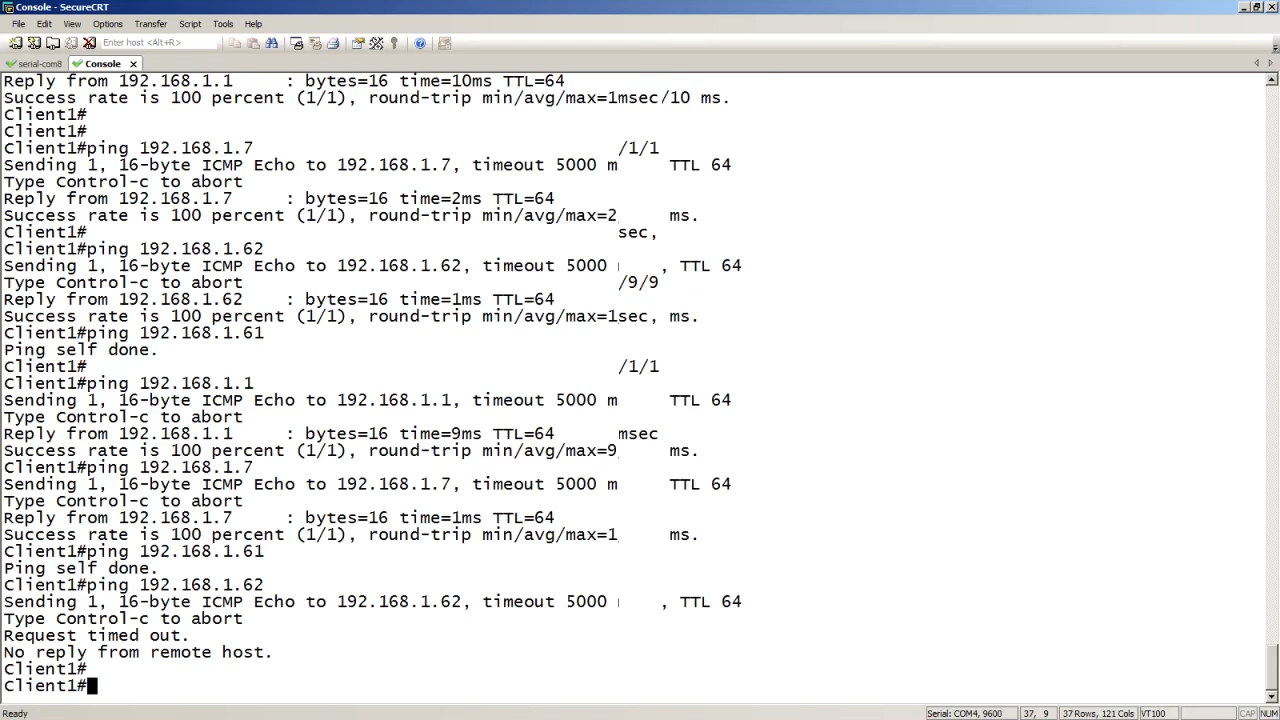 Console - SecureCRT
File Edit View Options Transfer Script Tools Help
Enter host <Alt+R>
serial-com8 Console
Reply from 192.168.1.1 : bytes=16 time=10ms TTL=64
Success rate is 100 percent (1/1), round-trip min/avg/max=1msec/10 ms.
Client1#
Client1#
Client1#ping 192.168.1.7 /1/1
Sending 1, 16-byte ICMP Echo to 192.168.1.7, timeout 5000 m TTL 64
Type Control-c to abort
Reply from 192.168.1.7 : bytes=16 time=2ms TTL=64
Success rate is 100 percent (1/1), round-trip min/avg/max=2 ms.
Client1# sec,
Client1#ping 192.168.1.62
Sending 1, 16-byte ICMP Echo to 192.168.1.62, timeout 5000 , TTL 64
Type Control-c to abort /9/9
Reply from 192.168.1.62 : bytes=16 time=1ms TTL=64
Success rate is 100 percent (1/1), round-trip min/avg/max=1sec, ms.
Client1#ping 192.168.1.61
Ping self done.
Client1# /1/1
Client1#ping 192.168.1.1
Sending 1, 16-byte ICMP Echo to 192.168.1.1, timeout 5000 m TTL 64
Type Control-c to abort
Reply from 192.168.1.1 : bytes=16 time=9ms TTL=64 msec
Success rate is 100 percent (1/1), round-trip min/avg/max=9 ms.
Client1#ping 192.168.1.7
Sending 1, 16-byte ICMP Echo to 192.168.1.7, timeout 5000 m TTL 64
Type Control-c to abort
Reply from 192.168.1.7 : bytes=16 time=1ms TTL=64
Success rate is 100 percent (1/1), round-trip min/avg/max=1 ms.
Client1#ping 192.168.1.61
Ping self done.
Client1#ping 192.168.1.62
Sending 1, 16-byte ICMP Echo to 192.168.1.62, timeout 5000 , TTL 64
Type Control-c to abort
Request timed out.
No reply from remote host.
Client1#
Client1#
Ready Serial: COM4, 9600 37, 9 37 Rows, 121 Cols VT100 CAP NUM